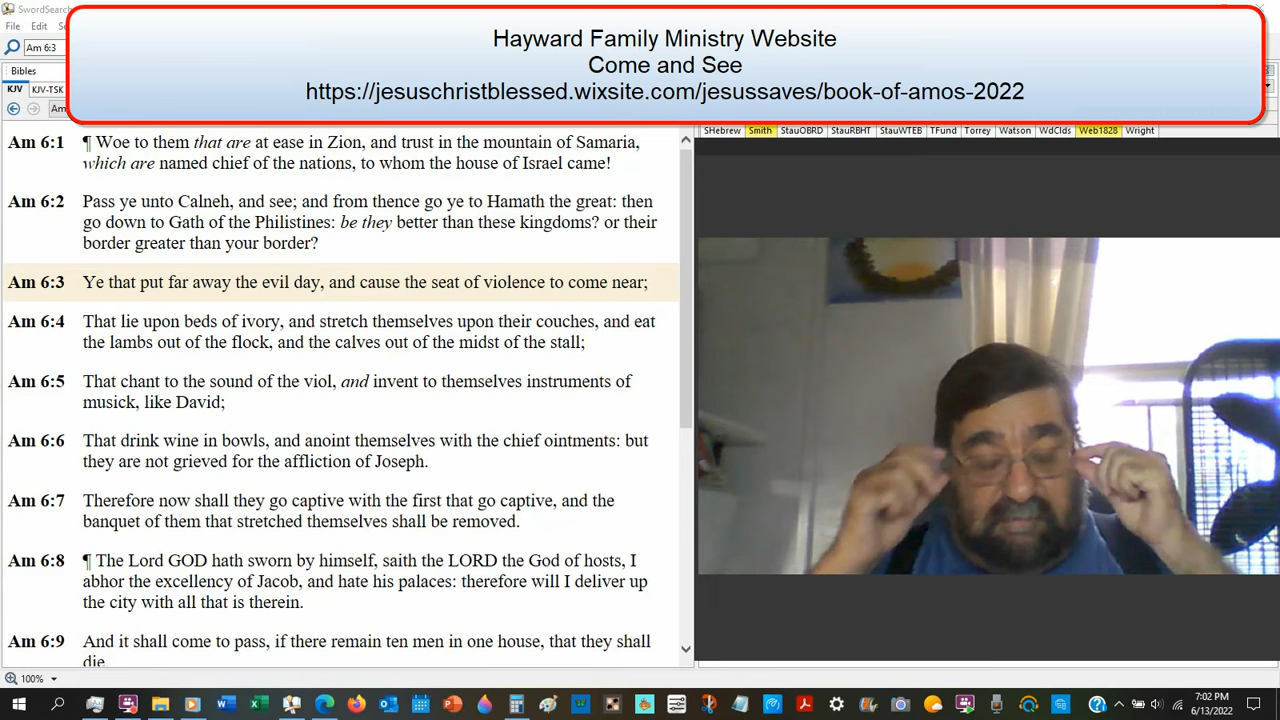 SwordSearch
File Edit Se
Am 6:3
Bibles
KJV KJV-TSK
Am
Hayward Family Ministry Website
Come and See
https://jesuschristblessed.wixsite.com/jesussaves/book-of-amos-2022
SHebrew Smith StauOBRD StauRBHT StauWTEB TFund Torrey Watson WdClds Web1828 Wright
Am 6:1 ¶ Woe to them that are at ease in Zion, and trust in the mountain of Samaria,
which are named chief of the nations, to whom the house of Israel came!
Am 6:2 Pass ye unto Calneh, and see; and from thence go ye to Hamath the great: then
go down to Gath of the Philistines: be they better than these kingdoms? or their
border greater than your border?
Am 6:3 Ye that put far away the evil day, and cause the seat of violence to come near;
Am 6:4 That lie upon beds of ivory, and stretch themselves upon their couches, and eat
the lambs out of the flock, and the calves out of the midst of the stall;
Am 6:5 That chant to the sound of the viol, and invent to themselves instruments of
musick, like David;
Am 6:6 That drink wine in bowls, and anoint themselves with the chief ointments: but
they are not grieved for the affliction of Joseph.
Am 6:7 Therefore now shall they go captive with the first that go captive, and the
banquet of them that stretched themselves shall be removed.
Am 6:8 ¶ The Lord GOD hath sworn by himself, saith the LORD the God of hosts, I
abhor the excellency of Jacob, and hate his palaces: therefore will I deliver up
the city with all that is therein.
Am 6:9 And it shall come to pass, if there remain ten men in one house, that they shall
die.
100%
7:02 PM
6/13/2022